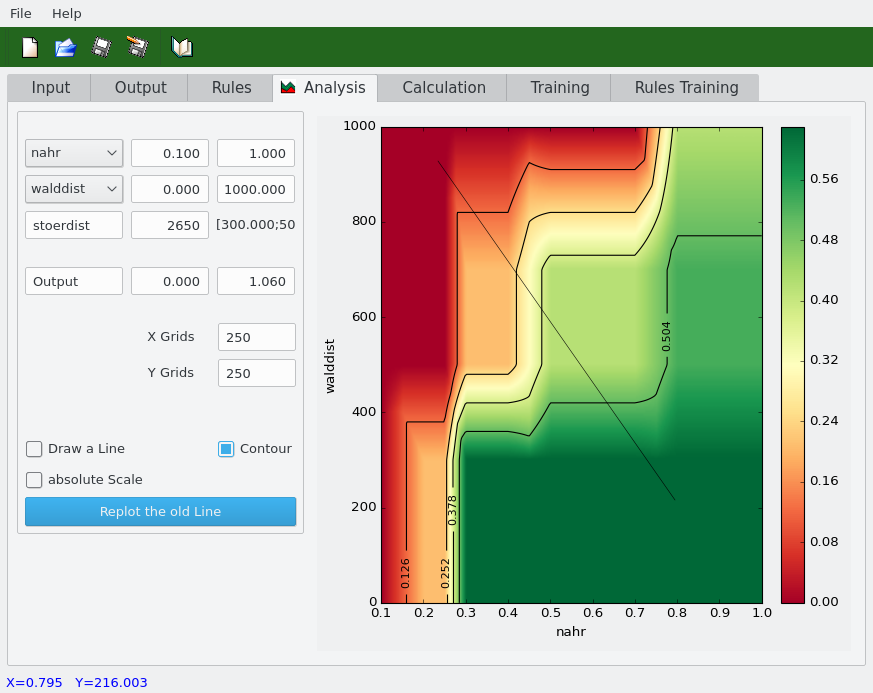 File Help
Input Output Rules Analysis Calculation Training Rules Training
nahr 0.100 1.000
walddist 0.000 1000.000
stoerdist 2650 [300.000;50
Output 0.000 1.060
X Grids 250
Y Grids 250
Draw a Line Contour
absolute Scale
Replot the old Line
1000
800
600
400
200
0
walddist
0.1 0.2 0.3 0.4 0.5 0.6 0.7 0.8 0.9 1.0
nahr
0.126
0.252
0.378
0.504
0.56
0.48
0.40
0.32
0.24
0.16
0.08
0.00
X=0.795 Y=216.003